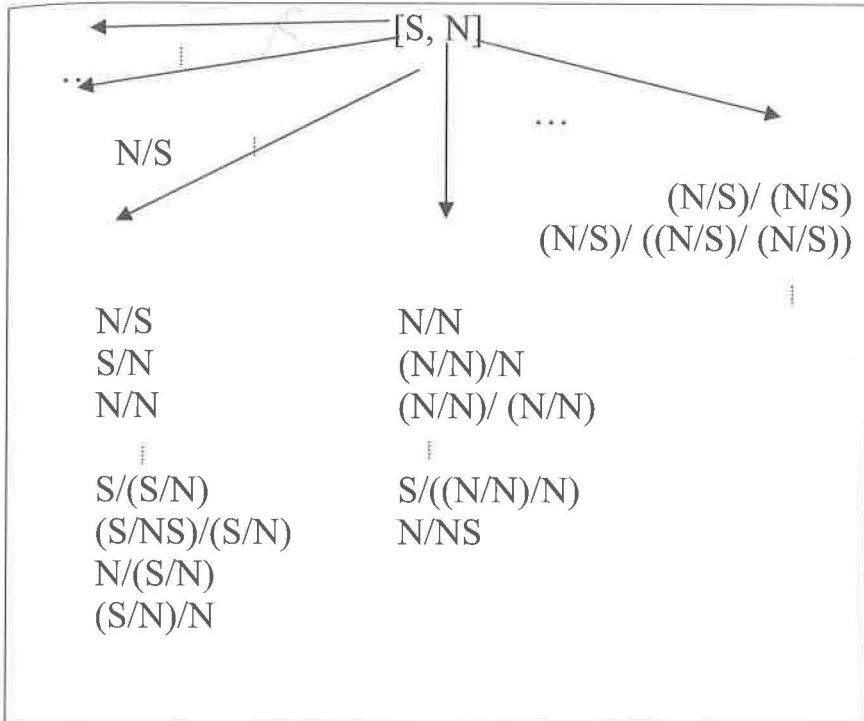 [S, N]
..
...
N/S
(N/S)/ (N/S)
(N/S)/ ((N/S)/ (N/S))
N/S
S/N
N/N
S/(S/N)
(S/NS)/(S/N)
N/(S/N)
(S/N)/N
N/N
(N/N)/N
(N/N)/ (N/N)
S/((N/N)/N)
N/NS